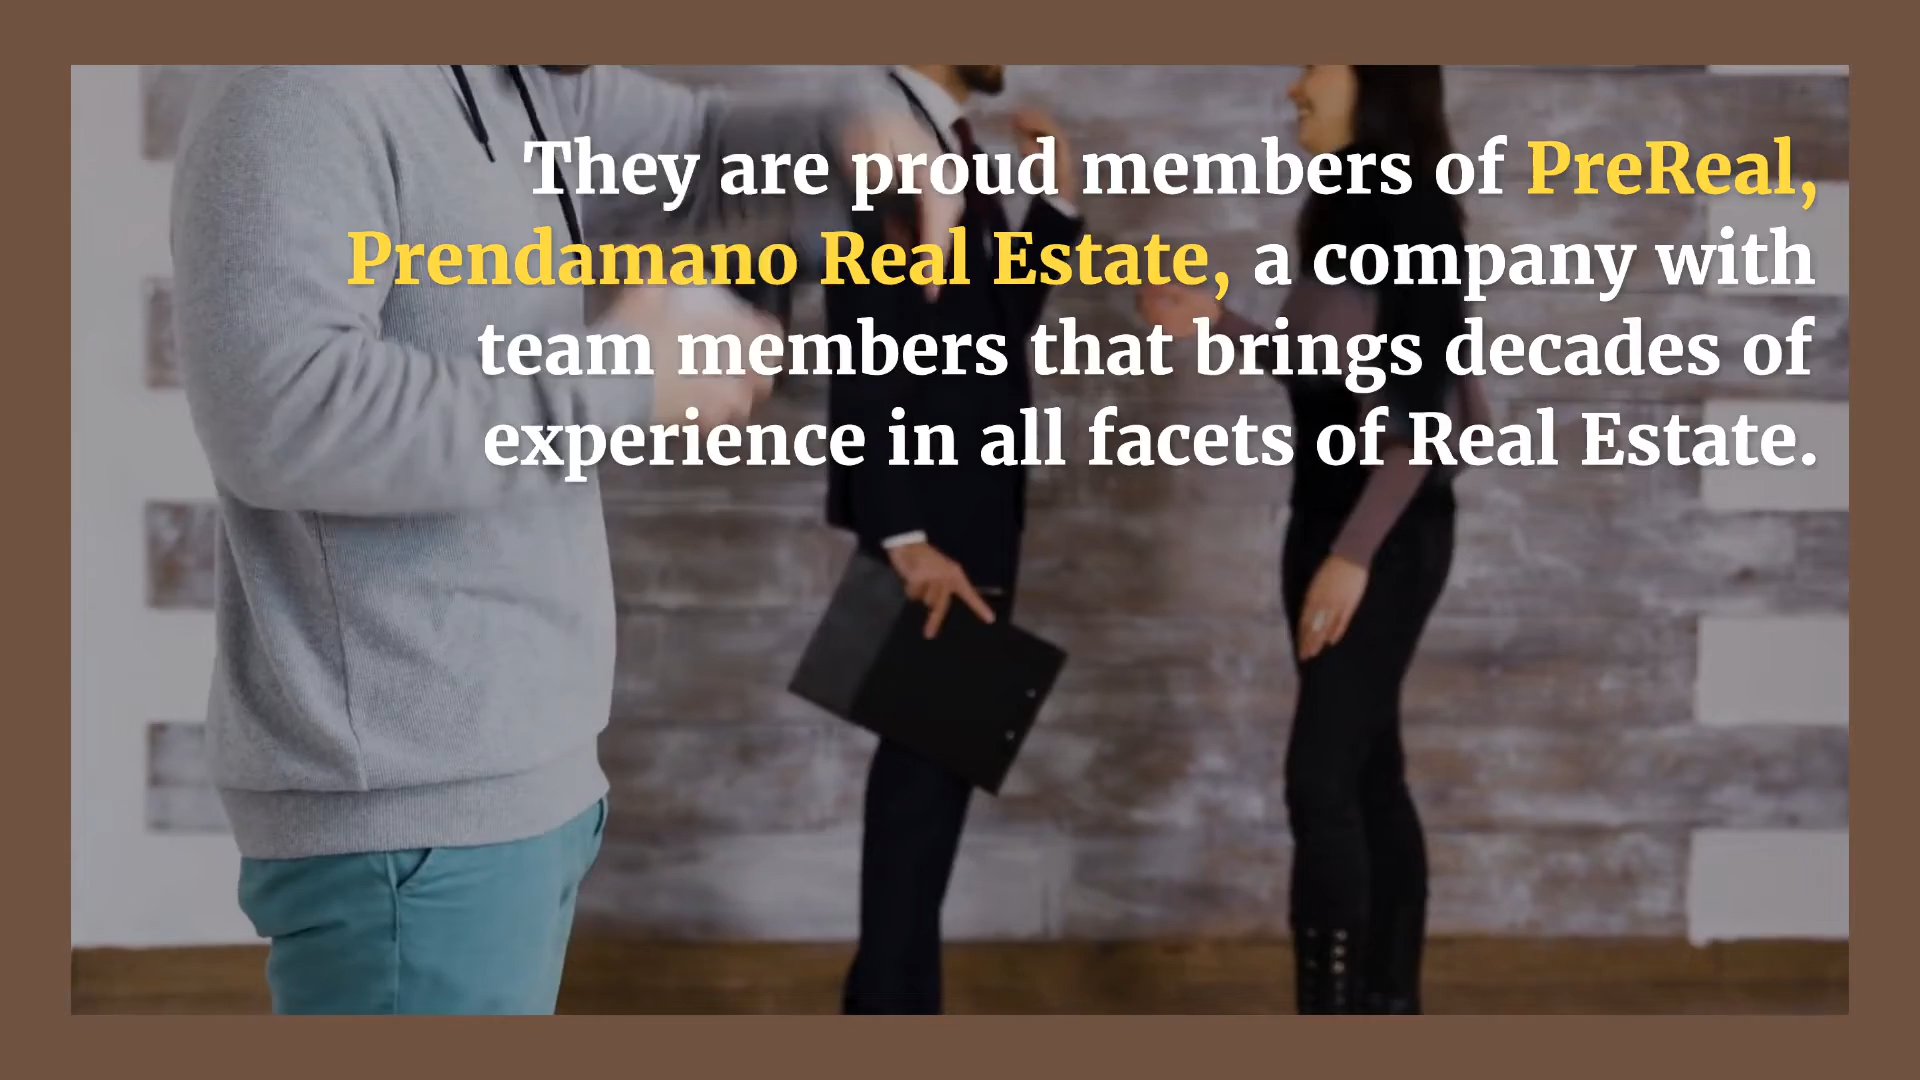 They are proud members of PreReal,
Prendamano Real Estate, a company with
team members that brings decades of
experience in all facets of Real Estate.